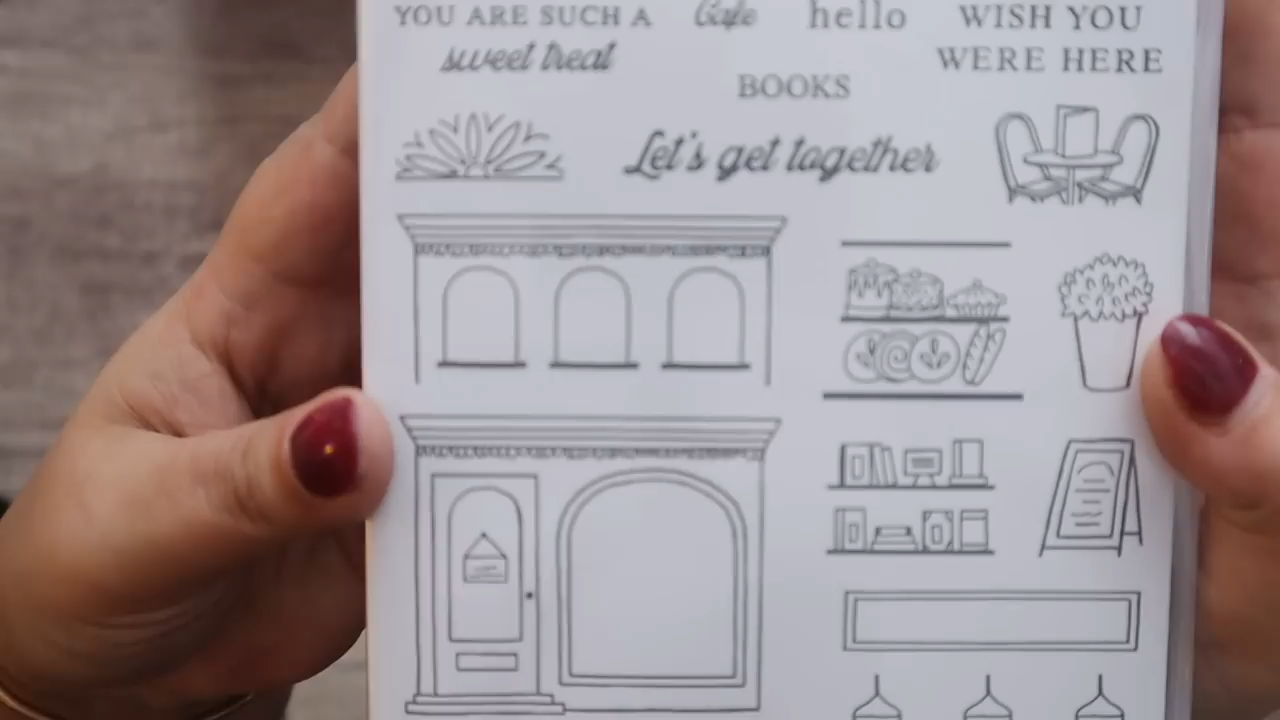 YOU ARE SUCH A
sweet treat
Cafe
hello
WISH YOU
WERE HERE
BOOKS
Let's get together